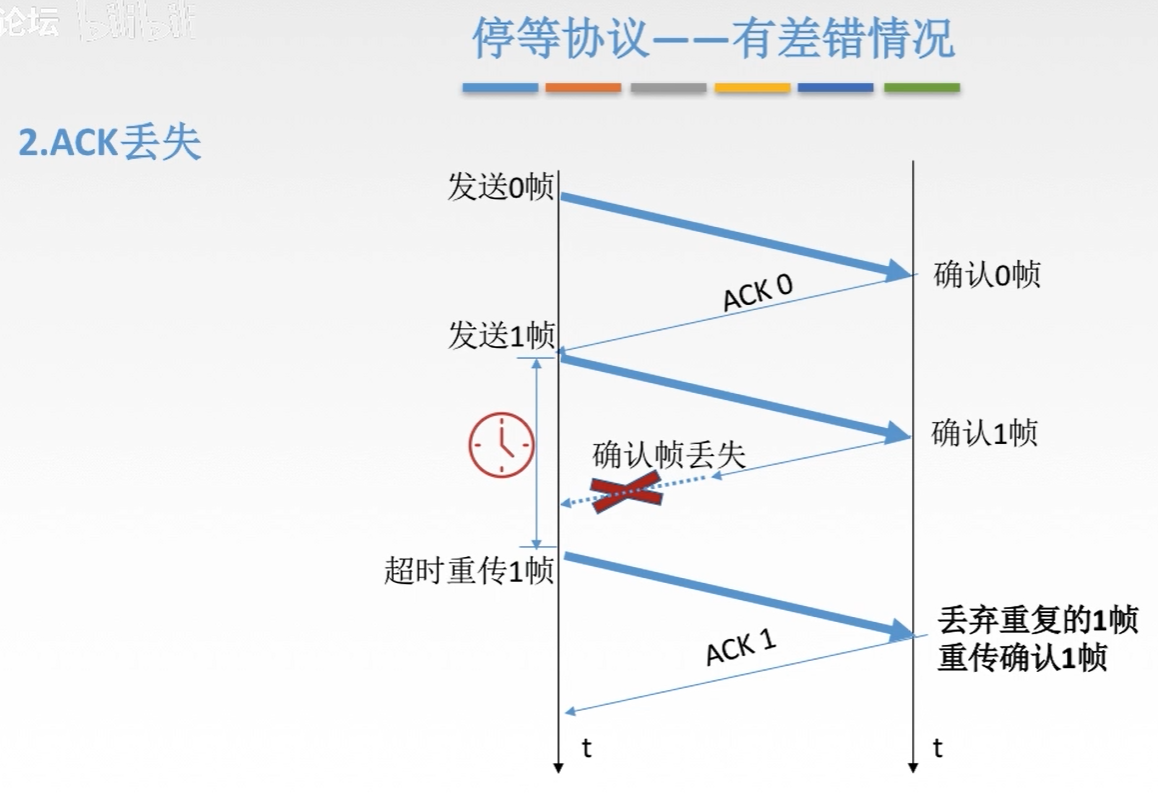 论坛 bilibili
停等协议——有差错情况
2.ACK丢失
发送0帧
确认0帧
ACK 0
发送1帧
确认1帧
确认帧丢失
超时重传1帧
丢弃重复的1帧
重传确认1帧
ACK 1
t
t